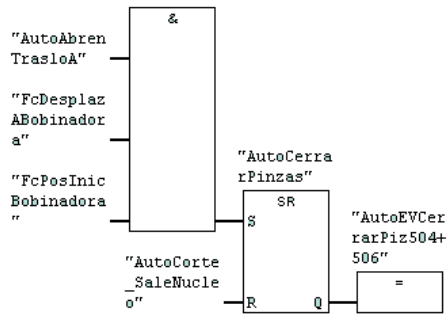 &
"AutoAbren
TrasloA"
"FcDesplaz
ABobinador
a"
"FcPosInic
Bobinadora
"
"AutoCerra
rPinzas"
SR
S
"AutoCorte
_SaleNucle
o"
R
Q
"AutoEVCer
rarPiz504+
506"
=